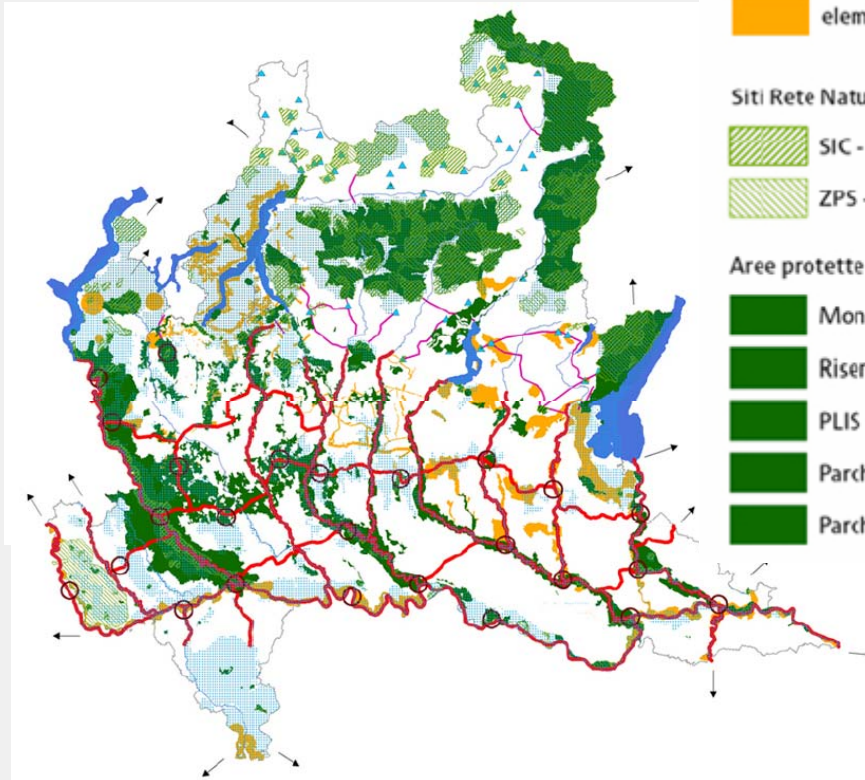 elem
Siti Rete Natu
SIC -
ZPS -
Aree protette
Mon
Riser
PLIS
Parch
Parch